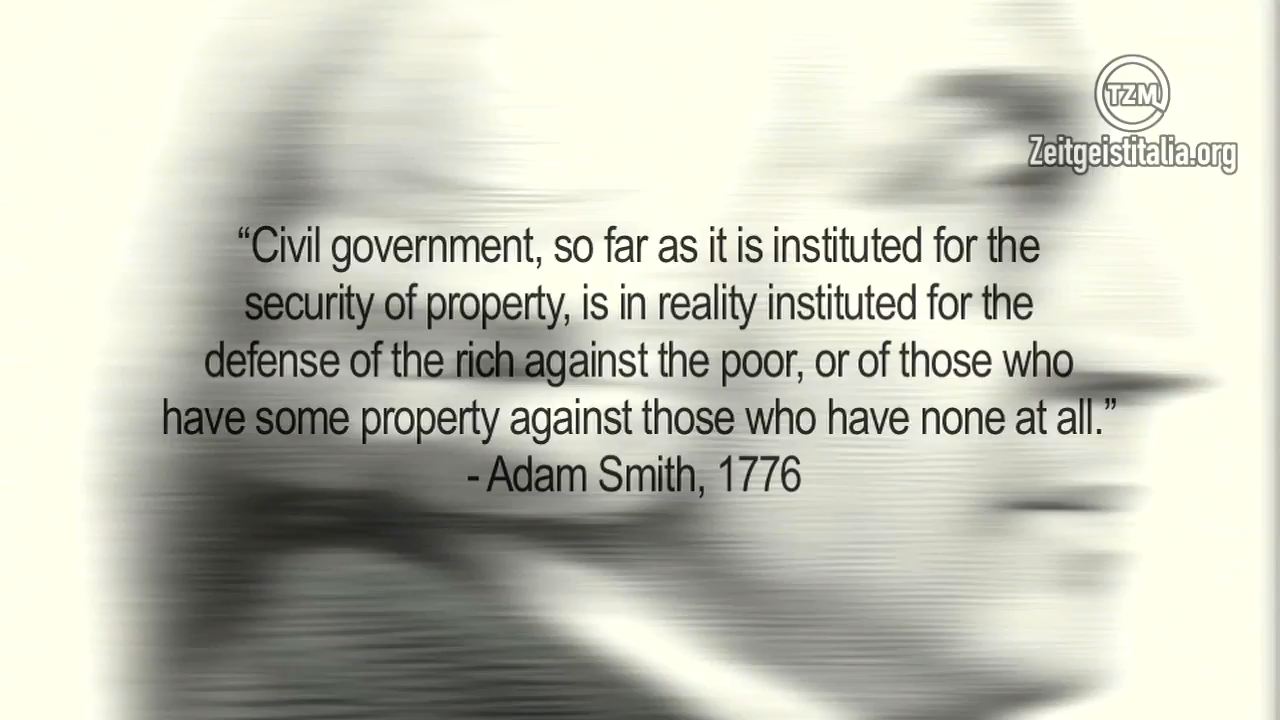 TZM
Zeitgeistitalia.org
“Civil government, so far as it is instituted for the
security of property, is in reality instituted for the
defense of the rich against the poor, or of those who
have some property against those who have none at all.”
- Adam Smith, 1776